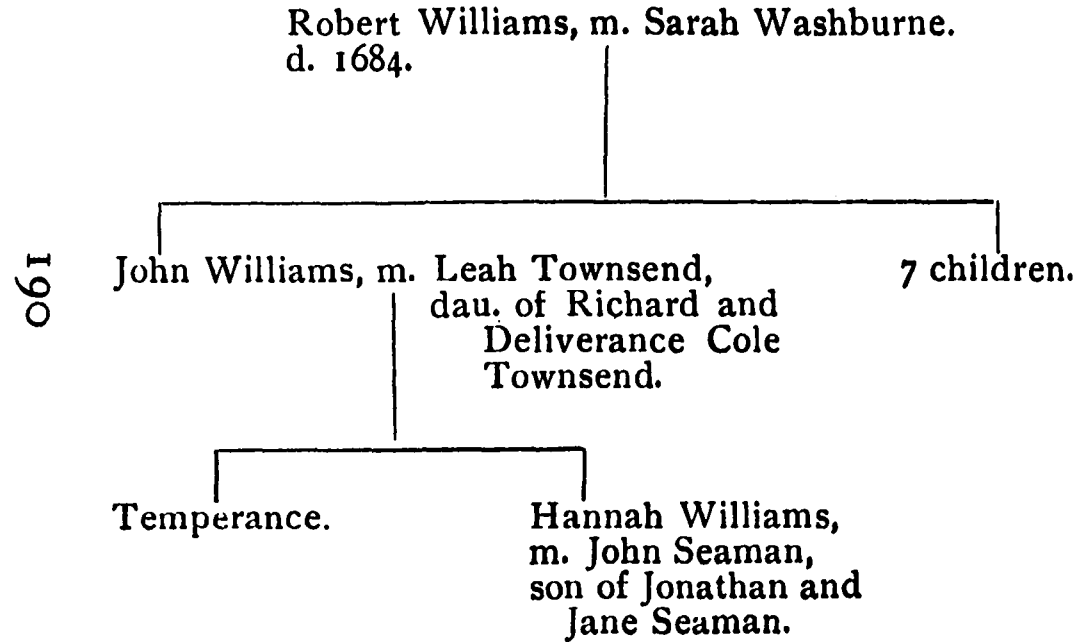 Robert Williams, m. Sarah Washburne.
d. 1684.
190
John Williams, m. Leah Townsend,
dau. of Richard and
Deliverance Cole
Townsend.
7 children.
Temperance.
Hannah Williams,
m. John Seaman,
son of Jonathan and
Jane Seaman.